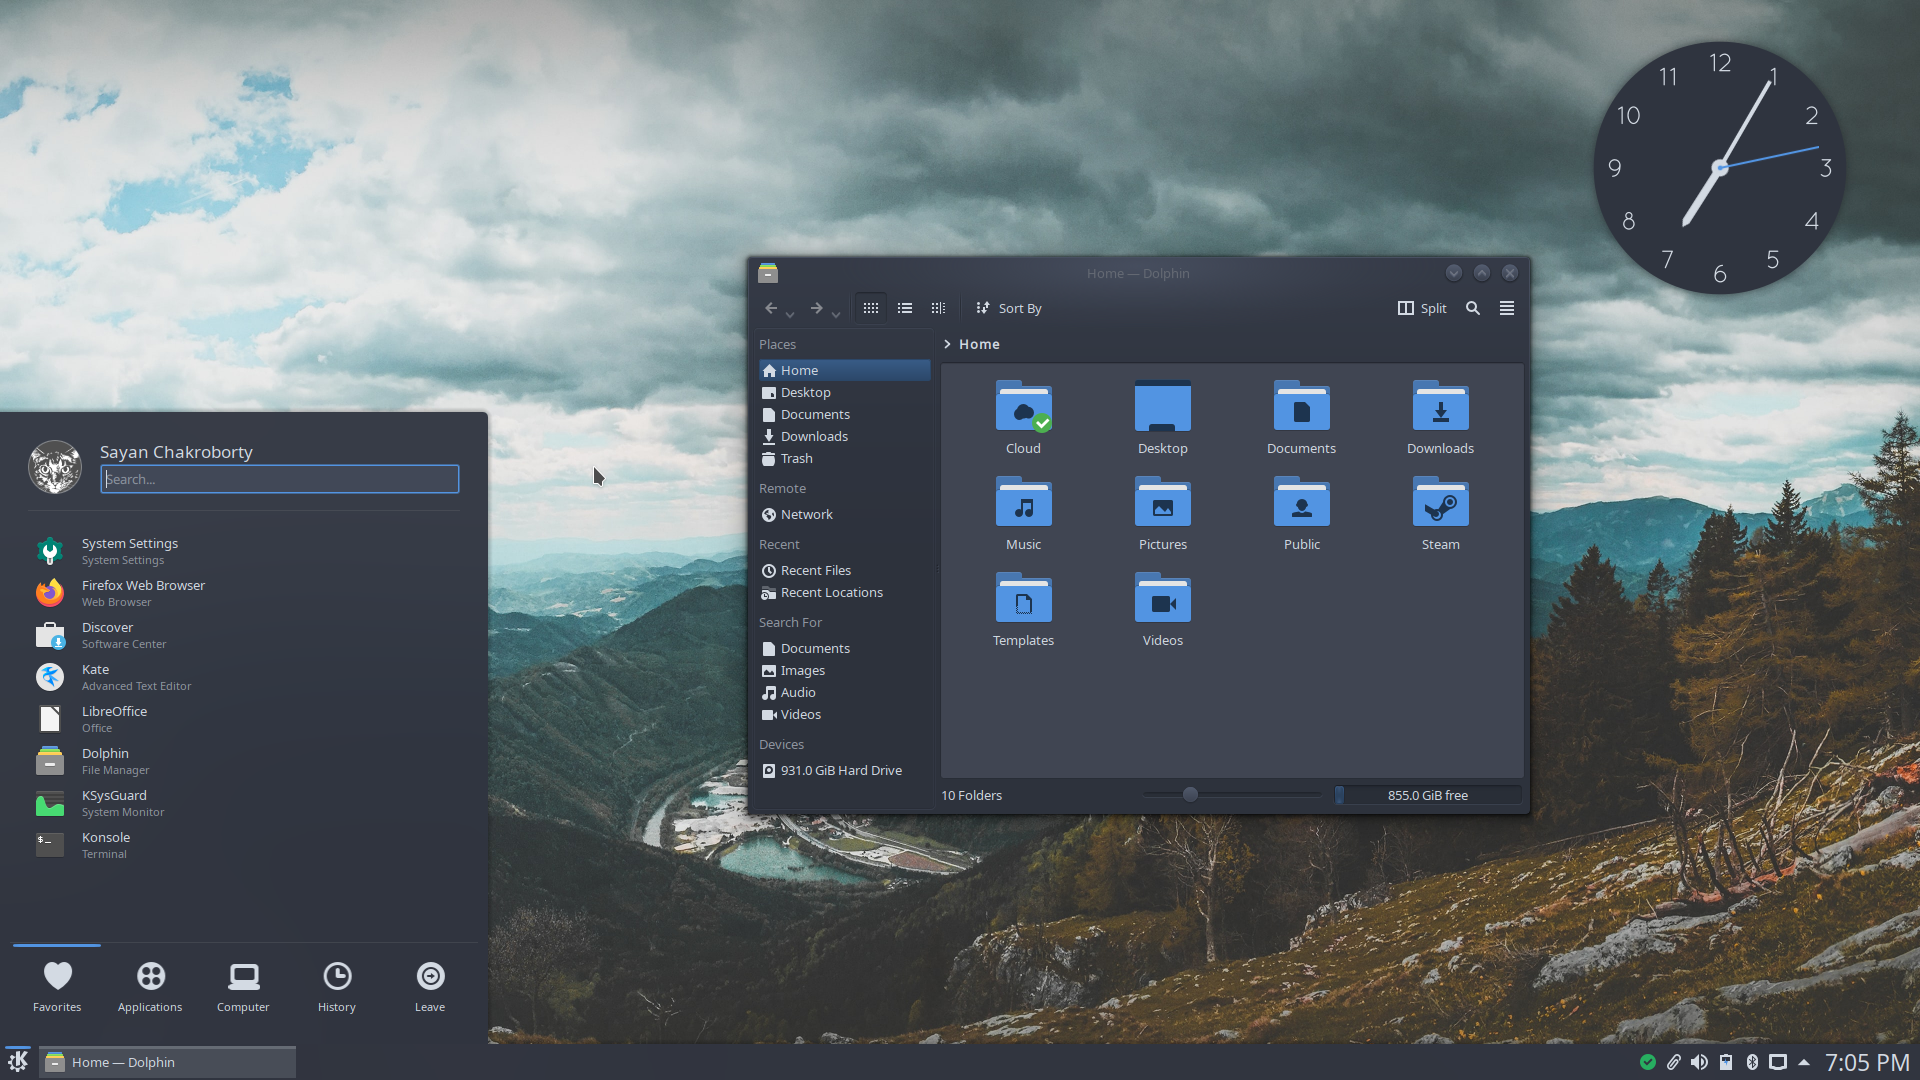 12
11
1
10
2
9
3
8
4
7
5
6
Home — Dolphin
Sort By
Split
Places
Home
Desktop
Documents
Downloads
Trash
Remote
Network
Recent
Recent Files
Recent Locations
Search For
Documents
Images
Audio
Videos
Devices
931.0 GiB Hard Drive
Home
Cloud
Desktop
Documents
Downloads
Music
Pictures
Public
Steam
Templates
Videos
10 Folders
855.0 GiB free
Sayan Chakroborty
Search...
System Settings
System Settings
Firefox Web Browser
Web Browser
Discover
Software Center
Kate
Advanced Text Editor
LibreOffice
Office
Dolphin
File Manager
KSysGuard
System Monitor
Konsole
Terminal
Favorites
Applications
Computer
History
Leave
Home — Dolphin
7:05 PM